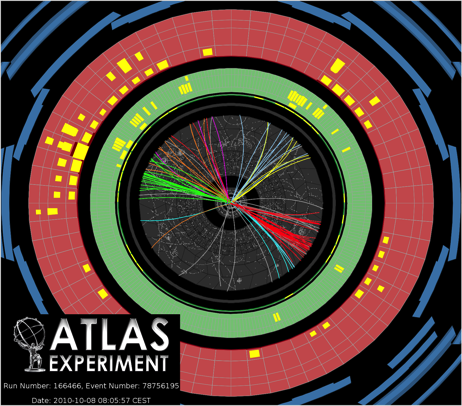 ATLAS
EXPERIMENT
Run Number: 166466, Event Number: 78756195
Date: 2010-10-08 08:05:57 CEST